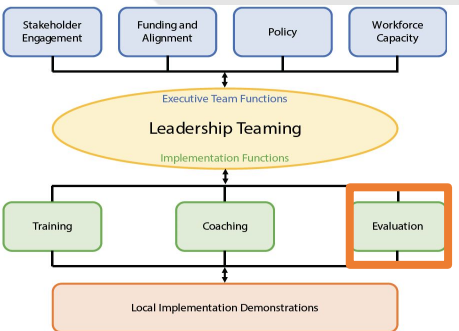 Stakeholder
Engagement
Funding and
Alignment
Policy
Workforce
Capacity
Executive Team Functions
Leadership Teaming
Implementation Functions
Training
Coaching
Evaluation
Local Implementation Demonstrations